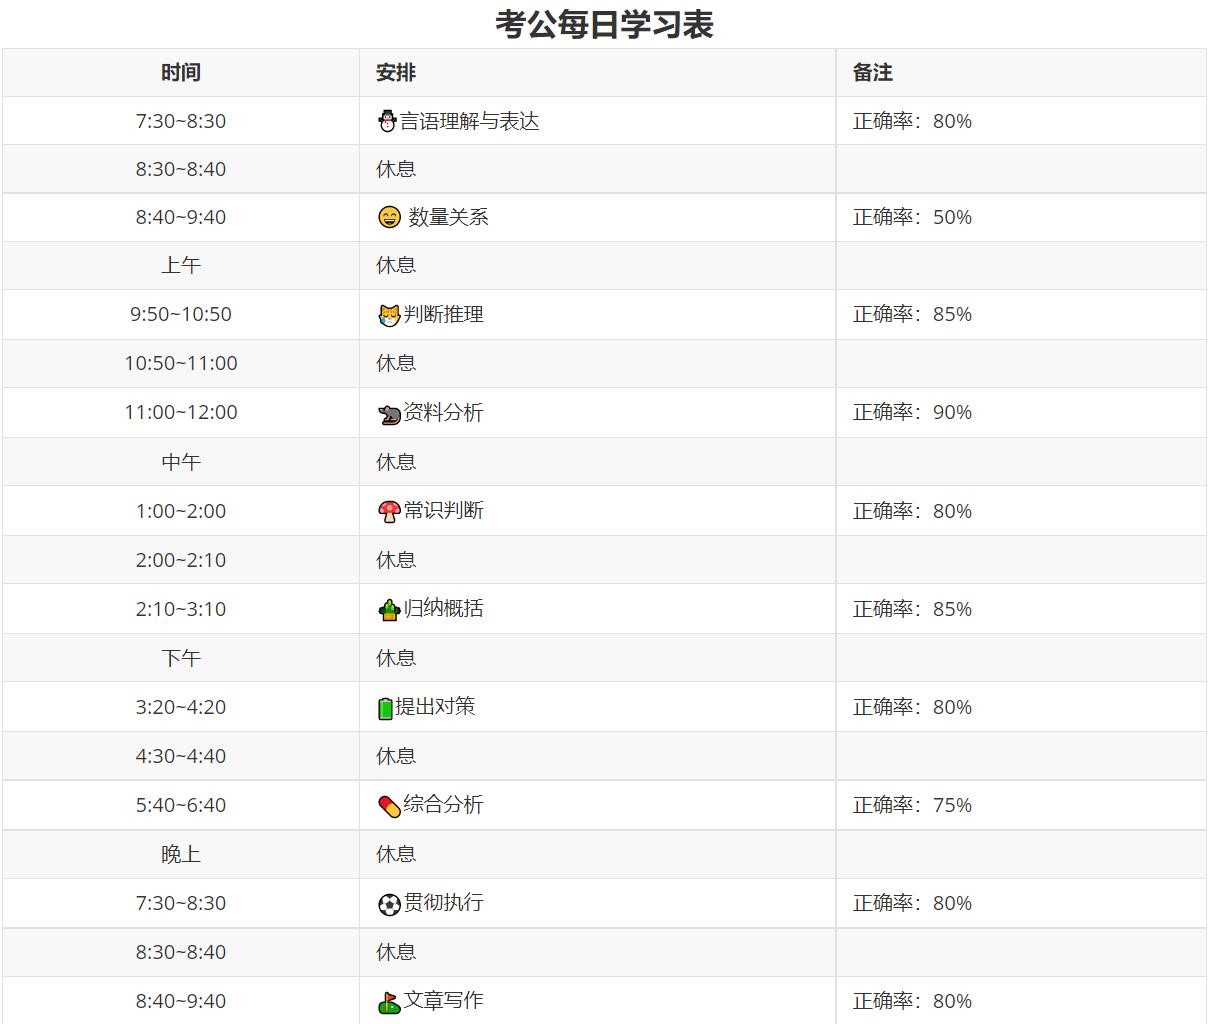 考公每日学习表
时间 安排 备注
7:30~8:30 ⛄言语理解与表达 正确率：80%
8:30~8:40 休息
8:40~9:40 😄 数量关系 正确率：50%
上午 休息
9:50~10:50 😹判断推理 正确率：85%
10:50~11:00 休息
11:00~12:00 🐀资料分析 正确率：90%
中午 休息
1:00~2:00 🍄常识判断 正确率：80%
2:00~2:10 休息
2:10~3:10 🎍归纳概括 正确率：85%
下午 休息
3:20~4:20 🔋提出对策 正确率：80%
4:30~4:40 休息
5:40~6:40 💊综合分析 正确率：75%
晚上 休息
7:30~8:30 ⚽贯彻执行 正确率：80%
8:30~8:40 休息
8:40~9:40 ⛳文章写作 正确率：80%